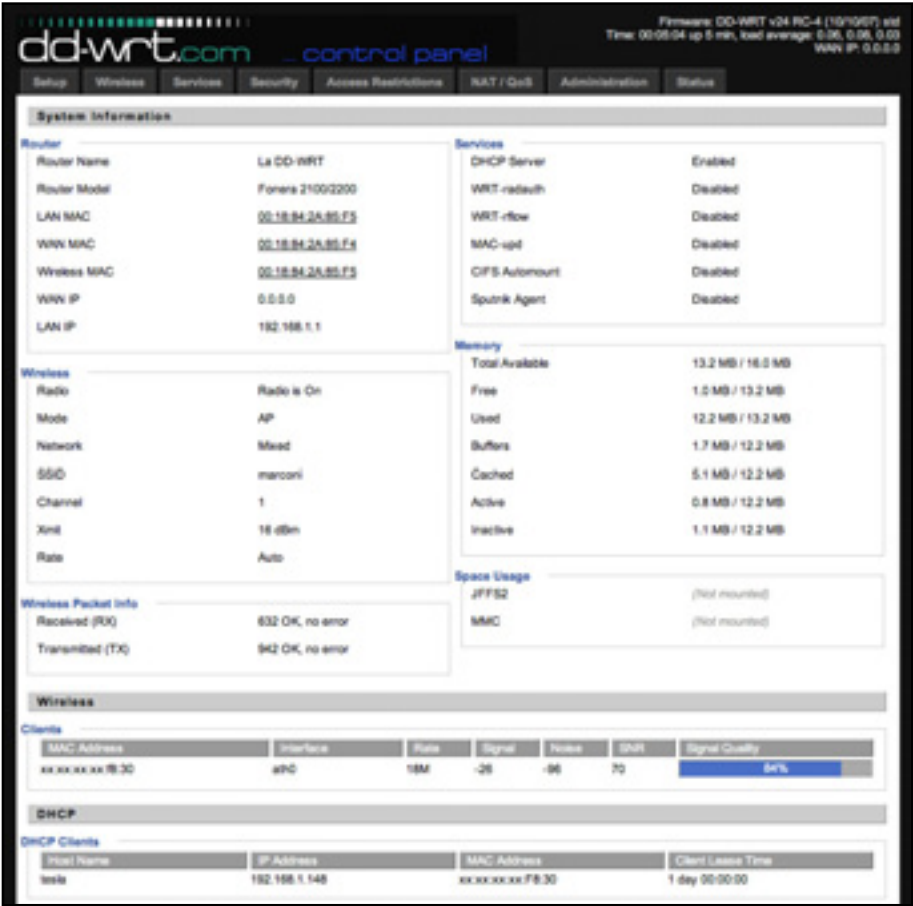 dd-wrt.com ... control panel
Firmware: DD-WRT v24 RC-4 (10/10/07) std
Time: 00:05:04 up 5 min, load average: 0.06, 0.06, 0.03
WAN IP: 0.0.0.0
Setup Wireless Services Security Access Restrictions NAT / QoS Administration Status
System Information
Router
Router Name La DD-WRT
Router Model Fonera 2100/2200
LAN MAC 00:18:84:2A:85:F5
WAN MAC 00:18:84:2A:85:F4
Wireless MAC 00:18:84:2A:85:F5
WAN IP 0.0.0.0
LAN IP 192.168.1.1
Wireless
Radio Radio is On
Mode AP
Network Mixed
SSID marconi
Channel 1
Xmit 16 dBm
Rate Auto
Wireless Packet Info
Received (RX) 632 OK, no error
Transmitted (TX) 942 OK, no error
Services
DHCP Server Enabled
WRT-radauth Disabled
WRT-rflow Disabled
MAC-upd Disabled
CIFS Automount Disabled
Sputnik Agent Disabled
Memory
Total Available 13.2 MB / 16.0 MB
Free 1.0 MB / 13.2 MB
Used 12.2 MB / 13.2 MB
Buffers 1.7 MB / 12.2 MB
Cached 5.1 MB / 12.2 MB
Active 0.8 MB / 12.2 MB
Inactive 1.1 MB / 12.2 MB
Space Usage
JFFS2 (Not mounted)
MMC (Not mounted)
Wireless
Clients
MAC Address Interface Rate Signal Noise SNR Signal Quality
xx:xx:xx:xx:f8:30 ath0 18M -26 -96 70 84%
DHCP
DHCP Clients
Host Name IP Address MAC Address Client Lease Time
tesla 192.168.1.148 xx:xx:xx:xx:F8:30 1 day 00:00:00